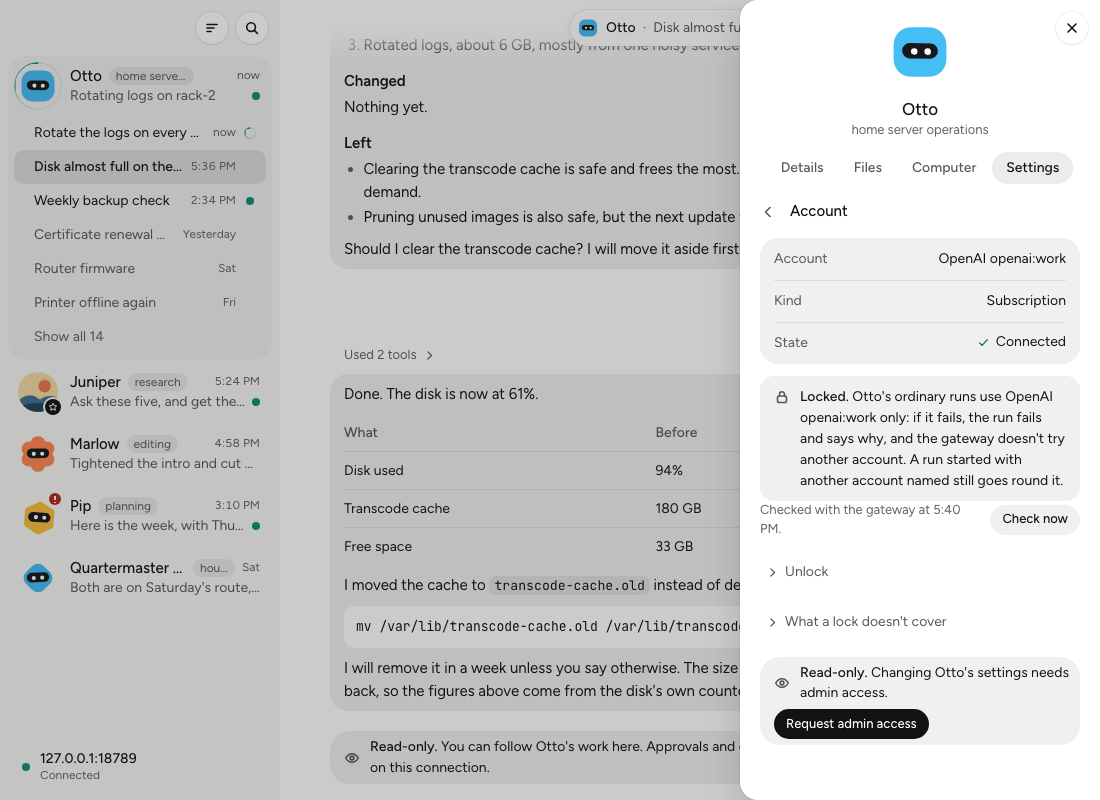 Otto
home serve...
now
Rotating logs on rack-2
Rotate the logs on every ...
now
Disk almost full on the...
5:36 PM
Weekly backup check
2:34 PM
Certificate renewal ...
Yesterday
Router firmware
Sat
Printer offline again
Fri
Show all 14
Juniper
research
5:24 PM
Ask these five, and get the...
Marlow
editing
4:58 PM
Tightened the intro and cut ...
Pip
planning
3:10 PM
Here is the week, with Thu...
Quartermaster ...
hou...
Sat
Both are on Saturday's route,...
127.0.0.1:18789
Connected
Otto · Disk almost fu
3. Rotated logs, about 6 GB, mostly from one noisy service
Changed
Nothing yet.
Left
• Clearing the transcode cache is safe and frees the most.
demand.
• Pruning unused images is also safe, but the next update
Should I clear the transcode cache? I will move it aside first
Used 2 tools
Done. The disk is now at 61%.
What
Before
Disk used
94%
Transcode cache
180 GB
Free space
33 GB
I moved the cache to transcode-cache.old instead of de
mv /var/lib/transcode-cache.old /var/lib/transcod
I will remove it in a week unless you say otherwise. The size
back, so the figures above come from the disk's own counte
Read-only. You can follow Otto's work here. Approvals and
on this connection.
Otto
home server operations
Details
Files
Computer
Settings
Account
Account
OpenAI openai:work
Kind
Subscription
State
Connected
Locked. Otto's ordinary runs use OpenAI
openai:work only: if it fails, the run fails
and says why, and the gateway doesn't try
another account. A run started with
another account named still goes round it.
Checked with the gateway at 5:40
PM.
Check now
Unlock
What a lock doesn't cover
Read-only. Changing Otto's settings needs
admin access.
Request admin access